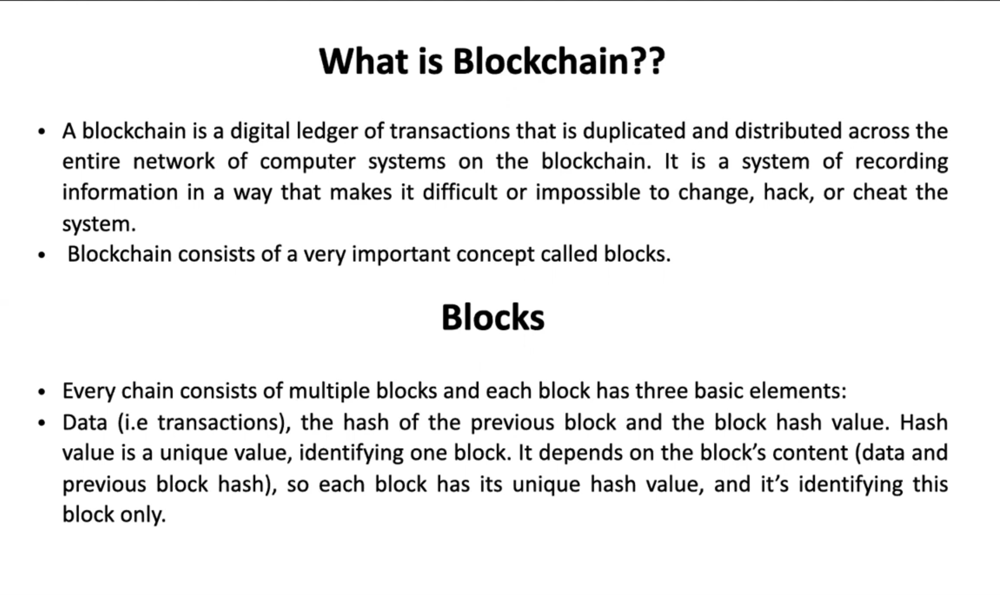 What is Blockchain??
• A blockchain is a digital ledger of transactions that is duplicated and distributed across the
entire network of computer systems on the blockchain. It is a system of recording
information in a way that makes it difficult or impossible to change, hack, or cheat the
system.
• Blockchain consists of a very important concept called blocks.
Blocks
• Every chain consists of multiple blocks and each block has three basic elements:
• Data (i.e transactions), the hash of the previous block and the block hash value. Hash
value is a unique value, identifying one block. It depends on the block’s content (data and
previous block hash), so each block has its unique hash value, and it’s identifying this
block only.